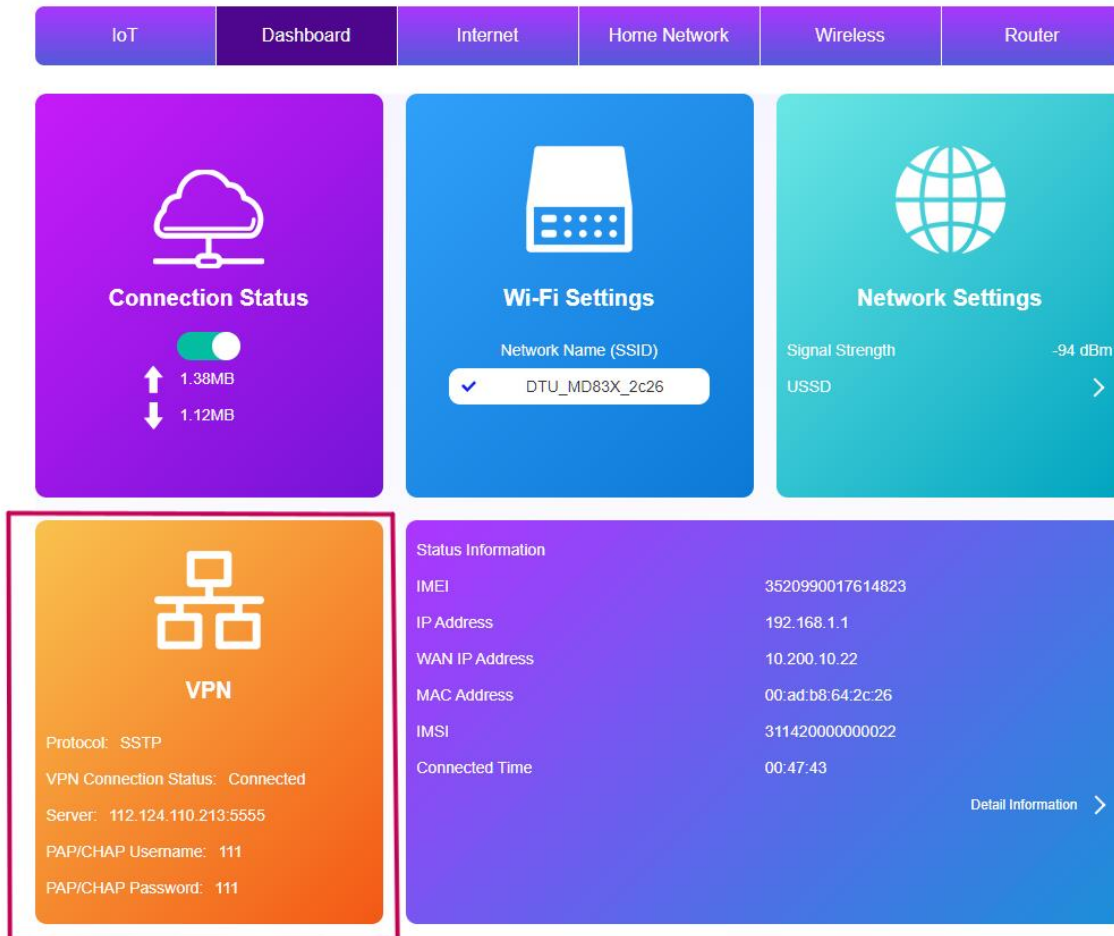 IoT
Dashboard
Internet
Home Network
Wireless
Router
Connection Status
1.38MB
1.12MB
Wi-Fi Settings
Network Name (SSID)
DTU_MD83X_2c26
Network Settings
Signal Strength -94 dBm
USSD
VPN
Protocol: SSTP
VPN Connection Status: Connected
Server: 112.124.110.213:5555
PAP/CHAP Username: 111
PAP/CHAP Password: 111
Status Information
IMEI 3520990017614823
IP Address 192.168.1.1
WAN IP Address 10.200.10.22
MAC Address 00:ad:b8:64:2c:26
IMSI 311420000000022
Connected Time 00:47:43
Detail Information